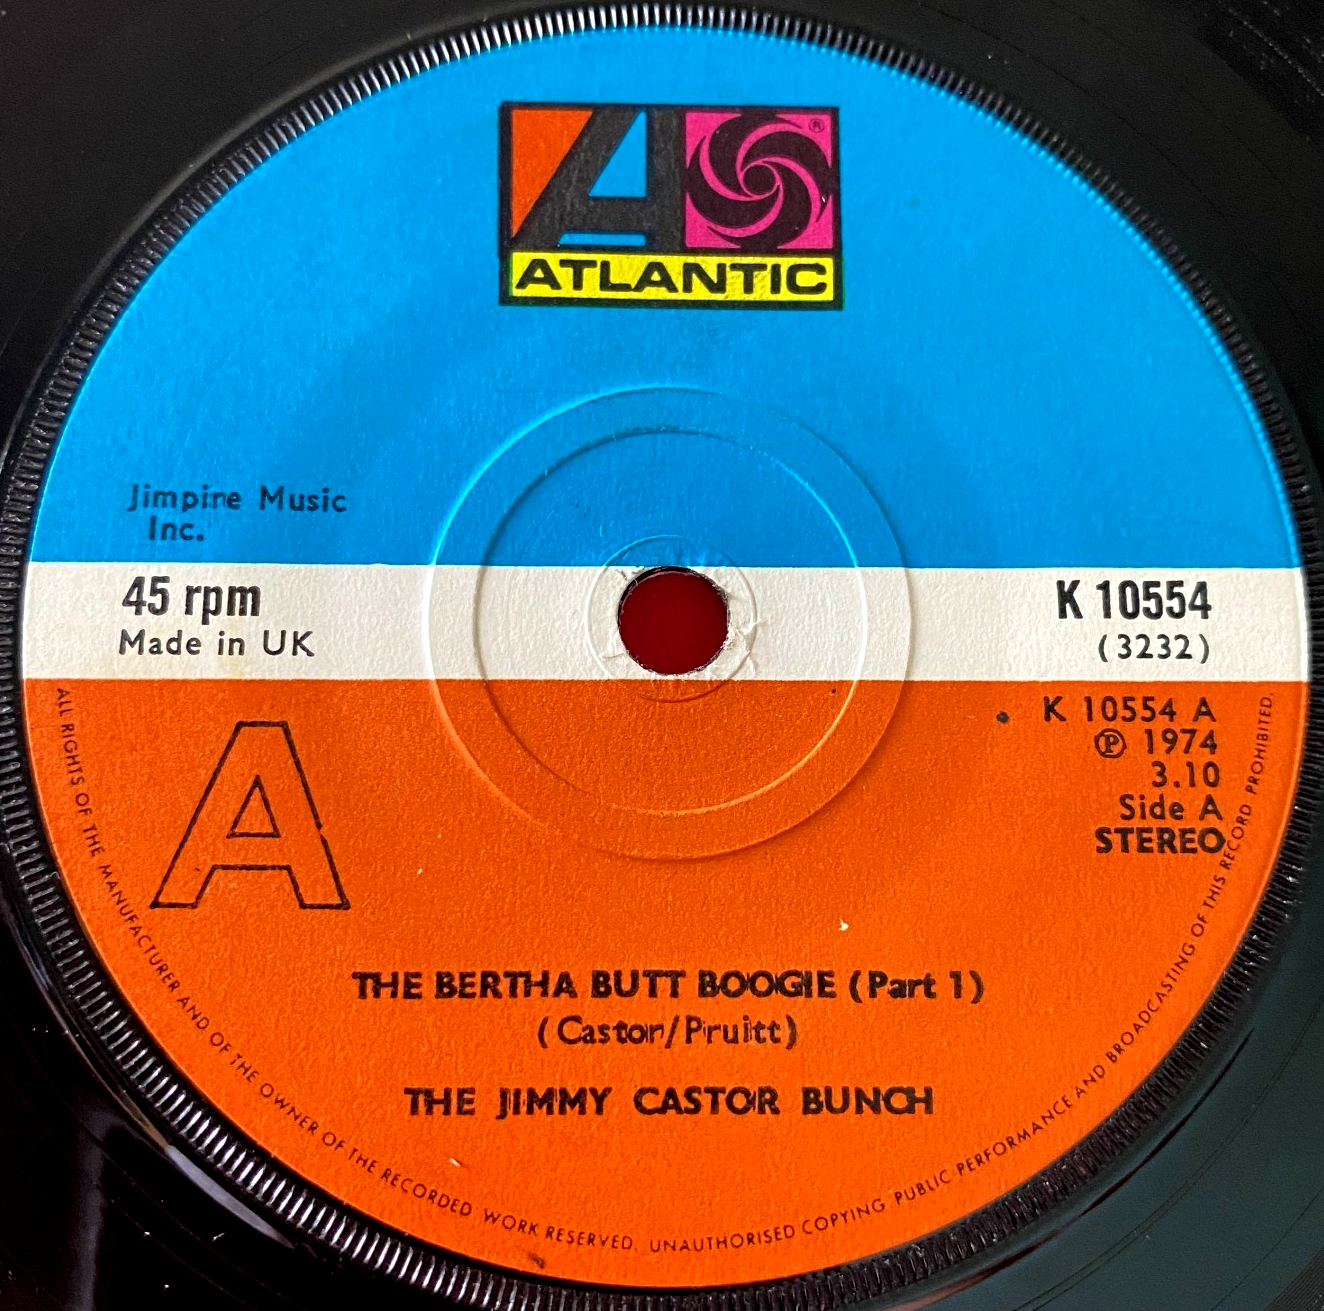 A
®
ATLANTIC
Jimpine Music
Inc.
45 rpm
Made in UK
K 10554
(3232)
K 10554 A
℗ 1974
3.10
Side A
STEREO
A
THE BERTHA BUTT BOOGIE (Part 1)
(Castor/Pruitt)
THE JIMMY CASTOR BUNCH
ALL RIGHTS OF THE MANUFACTURER AND OF THE OWNER OF THE RECORDED WORK RESERVED. UNAUTHORISED COPYING PUBLIC PERFORMANCE AND BROADCASTING OF THIS RECORD PROHIBITED.